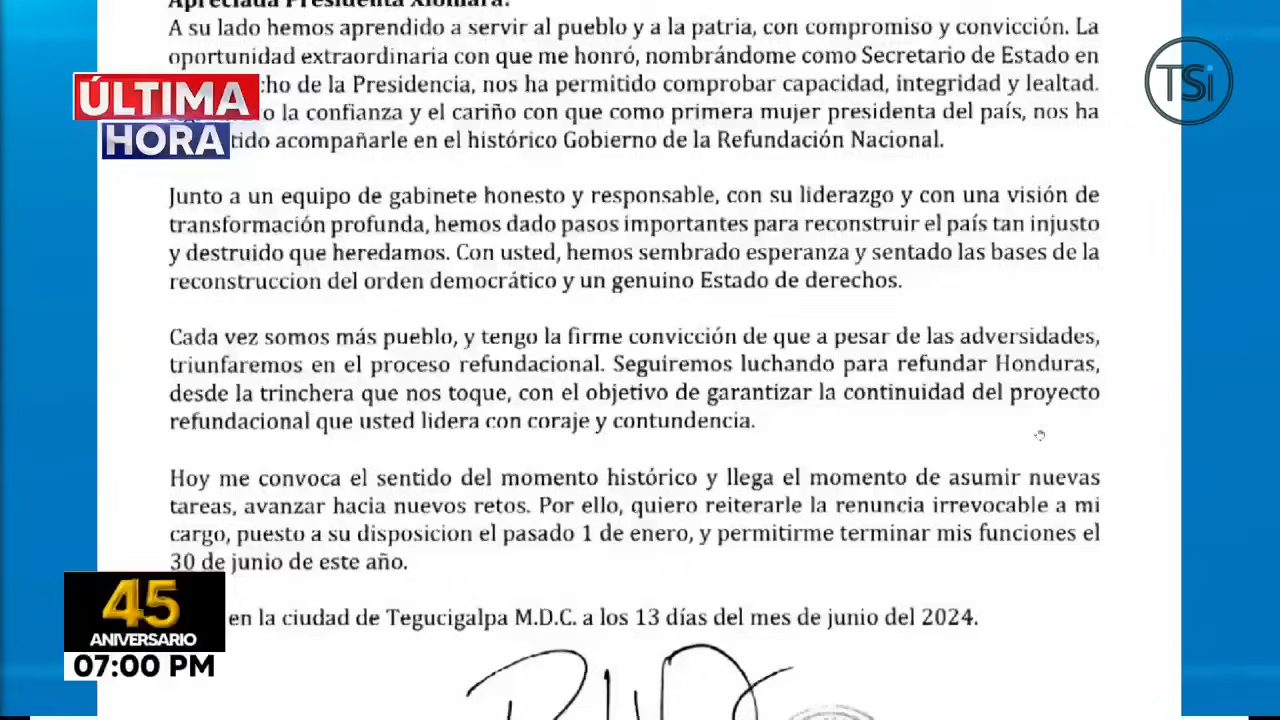 Apreciada Presidenta Xiomara:
A su lado hemos aprendido a servir al pueblo y a la patria, con compromiso y convicción. La
oportunidad extraordinaria con que me honró, nombrándome como Secretario de Estado en
cho de la Presidencia, nos ha permitido comprobar capacidad, integridad y lealtad.
o la confianza y el cariño con que como primera mujer presidenta del país, nos ha
tido acompañarle en el histórico Gobierno de la Refundación Nacional.
ÚLTIMA
HORA
TSi
Junto a un equipo de gabinete honesto y responsable, con su liderazgo y con una visión de
transformación profunda, hemos dado pasos importantes para reconstruir el país tan injusto
y destruido que heredamos. Con usted, hemos sembrado esperanza y sentado las bases de la
reconstruccion del orden democrático y un genuino Estado de derechos.
Cada vez somos más pueblo, y tengo la firme convicción de que a pesar de las adversidades,
triunfaremos en el proceso refundacional. Seguiremos luchando para refundar Honduras,
desde la trinchera que nos toque, con el objetivo de garantizar la continuidad del proyecto
refundacional que usted lidera con coraje y contundencia.
Hoy me convoca el sentido del momento histórico y llega el momento de asumir nuevas
tareas, avanzar hacia nuevos retos. Por ello, quiero reiterarle la renuncia irrevocable a mi
cargo, puesto a su disposicion el pasado 1 de enero, y permitirme terminar mis funciones el
30 de junio de este año.
en la ciudad de Tegucigalpa M.D.C. a los 13 días del mes de junio del 2024.
45
ANIVERSARIO
07:00 PM